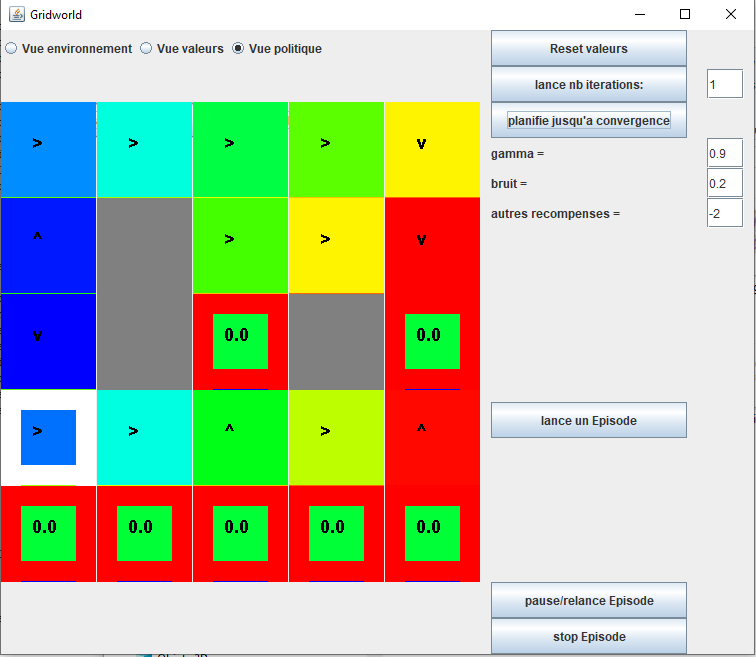 Gridworld
Vue environnement Vue valeurs Vue politique
Reset valeurs
lance nb iterations: 1
planifie jusqu'a convergence
gamma = 0.9
bruit = 0.2
autres recompenses = -2
> > > > v
^ > > v
v 0.0 0.0
> > ^ > ^
lance un Episode
0.0 0.0 0.0 0.0 0.0
pause/relance Episode
stop Episode